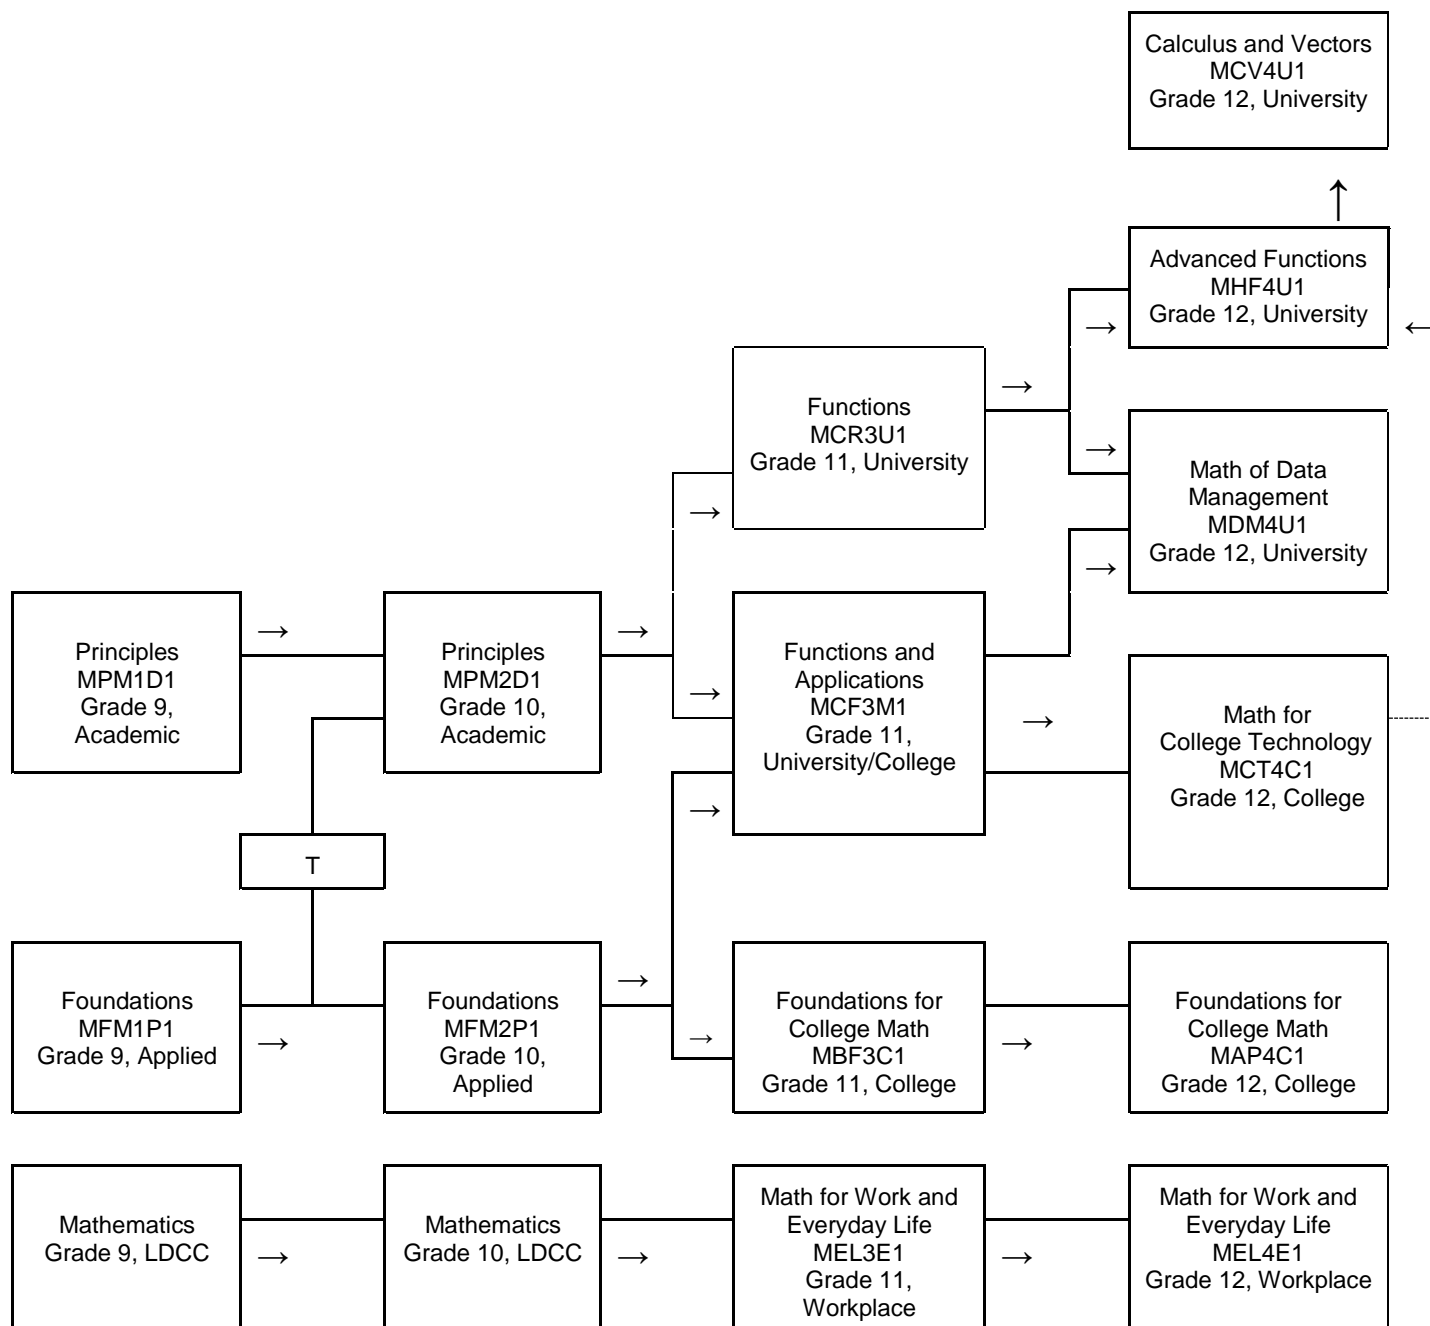 Calculus and Vectors
MCV4U1
Grade 12, University
↑
Advanced Functions
MHF4U1
Grade 12, University
→
←
Functions
MCR3U1
Grade 11, University
→
→
→
Math of Data
Management
MDM4U1
Grade 12, University
→
Principles
MPM1D1
Grade 9,
Academic
→
Principles
MPM2D1
Grade 10,
Academic
→
→
Functions and
Applications
MCF3M1
Grade 11,
University/College
→
→
Math for
College Technology
MCT4C1
Grade 12, College
T
Foundations
MFM1P1
Grade 9, Applied
→
Foundations
MFM2P1
Grade 10,
Applied
→
→
Foundations for
College Math
MBF3C1
Grade 11, College
→
Foundations for
College Math
MAP4C1
Grade 12, College
Mathematics
Grade 9, LDCC
→
Mathematics
Grade 10, LDCC
→
Math for Work and
Everyday Life
MEL3E1
Grade 11,
Workplace
→
Math for Work and
Everyday Life
MEL4E1
Grade 12, Workplace